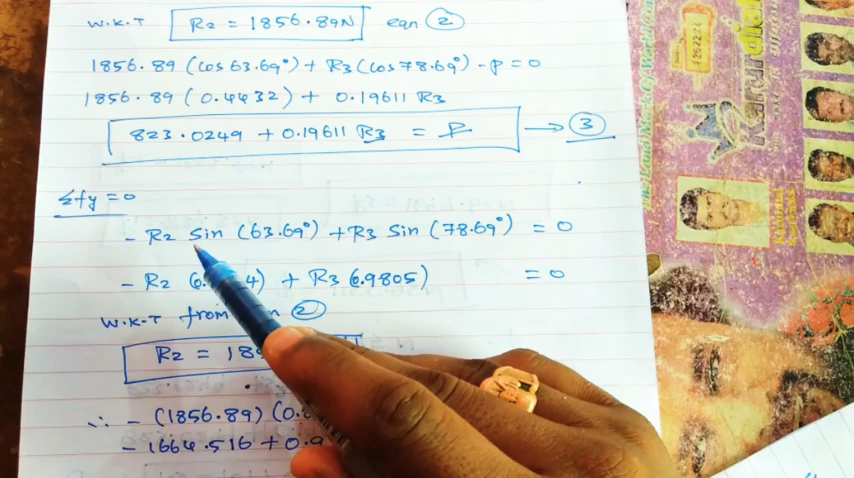 W.K.T R2 = 1856.89N eqn 2
1856.89 (cos 63.69°) + R3 (cos 78.69°) - P = 0
1856.89 (0.4432) + 0.19611 R3
823.0249 + 0.19611 R3 = P → 3
Σfy = 0
- R2 Sin (63.69°) + R3 Sin (78.69°) = 0
- R2 + R3 (0.9805) = 0
W.K.T from 2
R2 = 18
∴ - (1856.89) (0.
- 1664.516 + 0.9
Karurdial